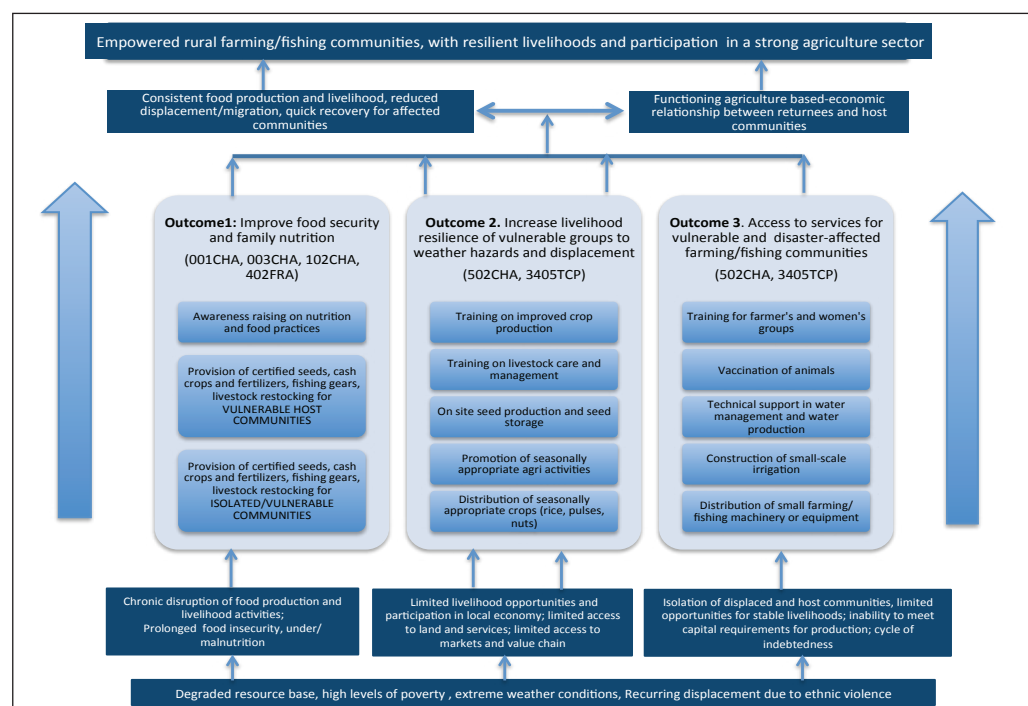 Empowered rural farming/fishing communities, with resilient livelihoods and participation in a strong agriculture sector
Consistent food production and livelihood, reduced
displacement/migration, quick recovery for affected
communities
Functioning agriculture based-economic
relationship between returnees and host
communities
Outcome1: Improve food security
and family nutrition
(001CHA, 003CHA, 102CHA,
402FRA)
Awareness raising on nutrition
and food practices
Provision of certified seeds, cash
crops and fertilizers, fishing gears,
livestock restocking for
VULNERABLE HOST
COMMUNITIES
Provision of certified seeds, cash
crops and fertilizers, fishing gears,
livestock restocking for
ISOLATED/VULNERABLE
COMMUNITIES
Outcome 2. Increase livelihood
resilience of vulnerable groups to
weather hazards and displacement
(502CHA, 3405TCP)
Training on improved crop
production
Training on livestock care and
management
On site seed production and seed
storage
Promotion of seasonally
appropriate agri activities
Distribution of seasonally
appropriate crops (rice, pulses,
nuts)
Outcome 3. Access to services for
vulnerable and disaster-affected
farming/fishing communities
(502CHA, 3405TCP)
Training for farmer's and women's
groups
Vaccination of animals
Technical support in water
management and water
production
Construction of small-scale
irrigation
Distribution of small farming/
fishing machinery or equipment
Chronic disruption of food production and
livelihood activities;
Prolonged food insecurity, under/
malnutrition
Limited livelihood opportunities and
participation in local economy; limited access
to land and services; limited access to
markets and value chain
Isolation of displaced and host communities, limited
opportunities for stable livelihoods; inability to meet
capital requirements for production; cycle of
indebtedness
Degraded resource base, high levels of poverty , extreme weather conditions, Recurring displacement due to ethnic violence